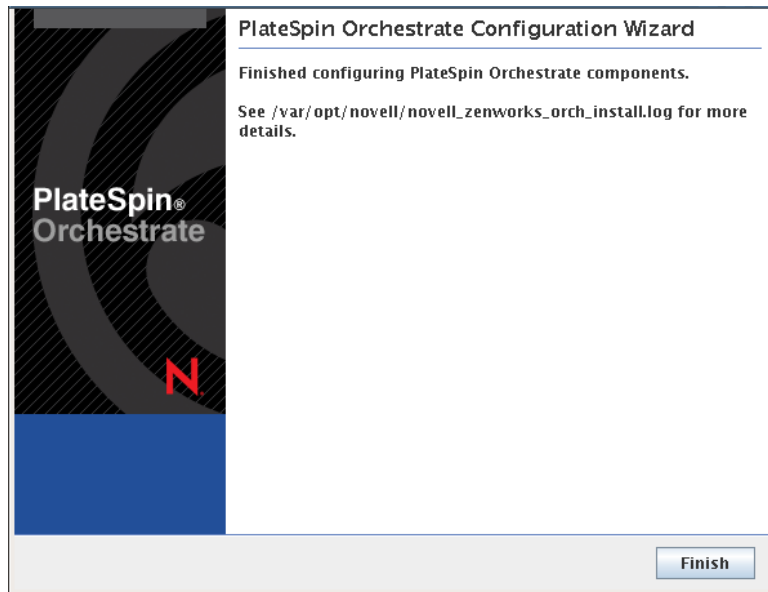 PlateSpin Orchestrate Configuration Wizard
Finished configuring PlateSpin Orchestrate components.
See /var/opt/novell/novell_zenworks_orch_install.log for more
details.
PlateSpin®
Orchestrate
N.
Finish